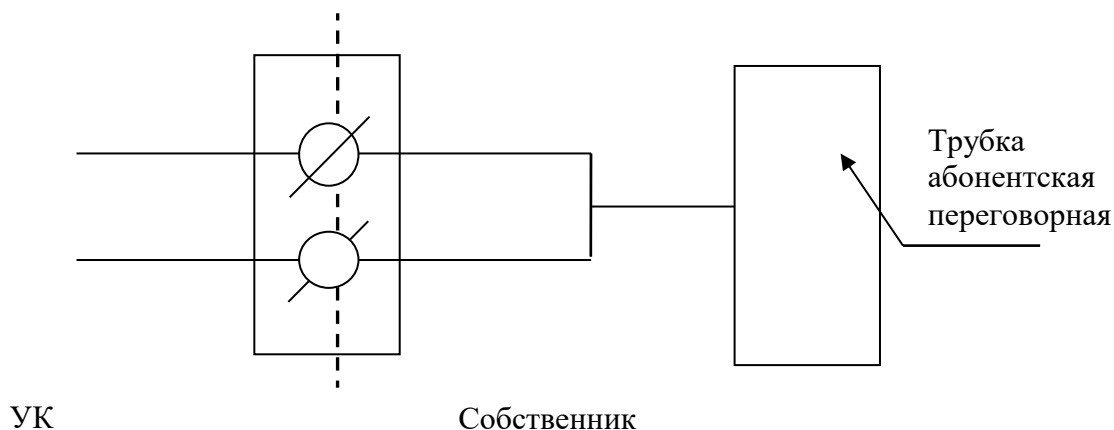 Трубка
абонентская
переговорная
УК
Собственник